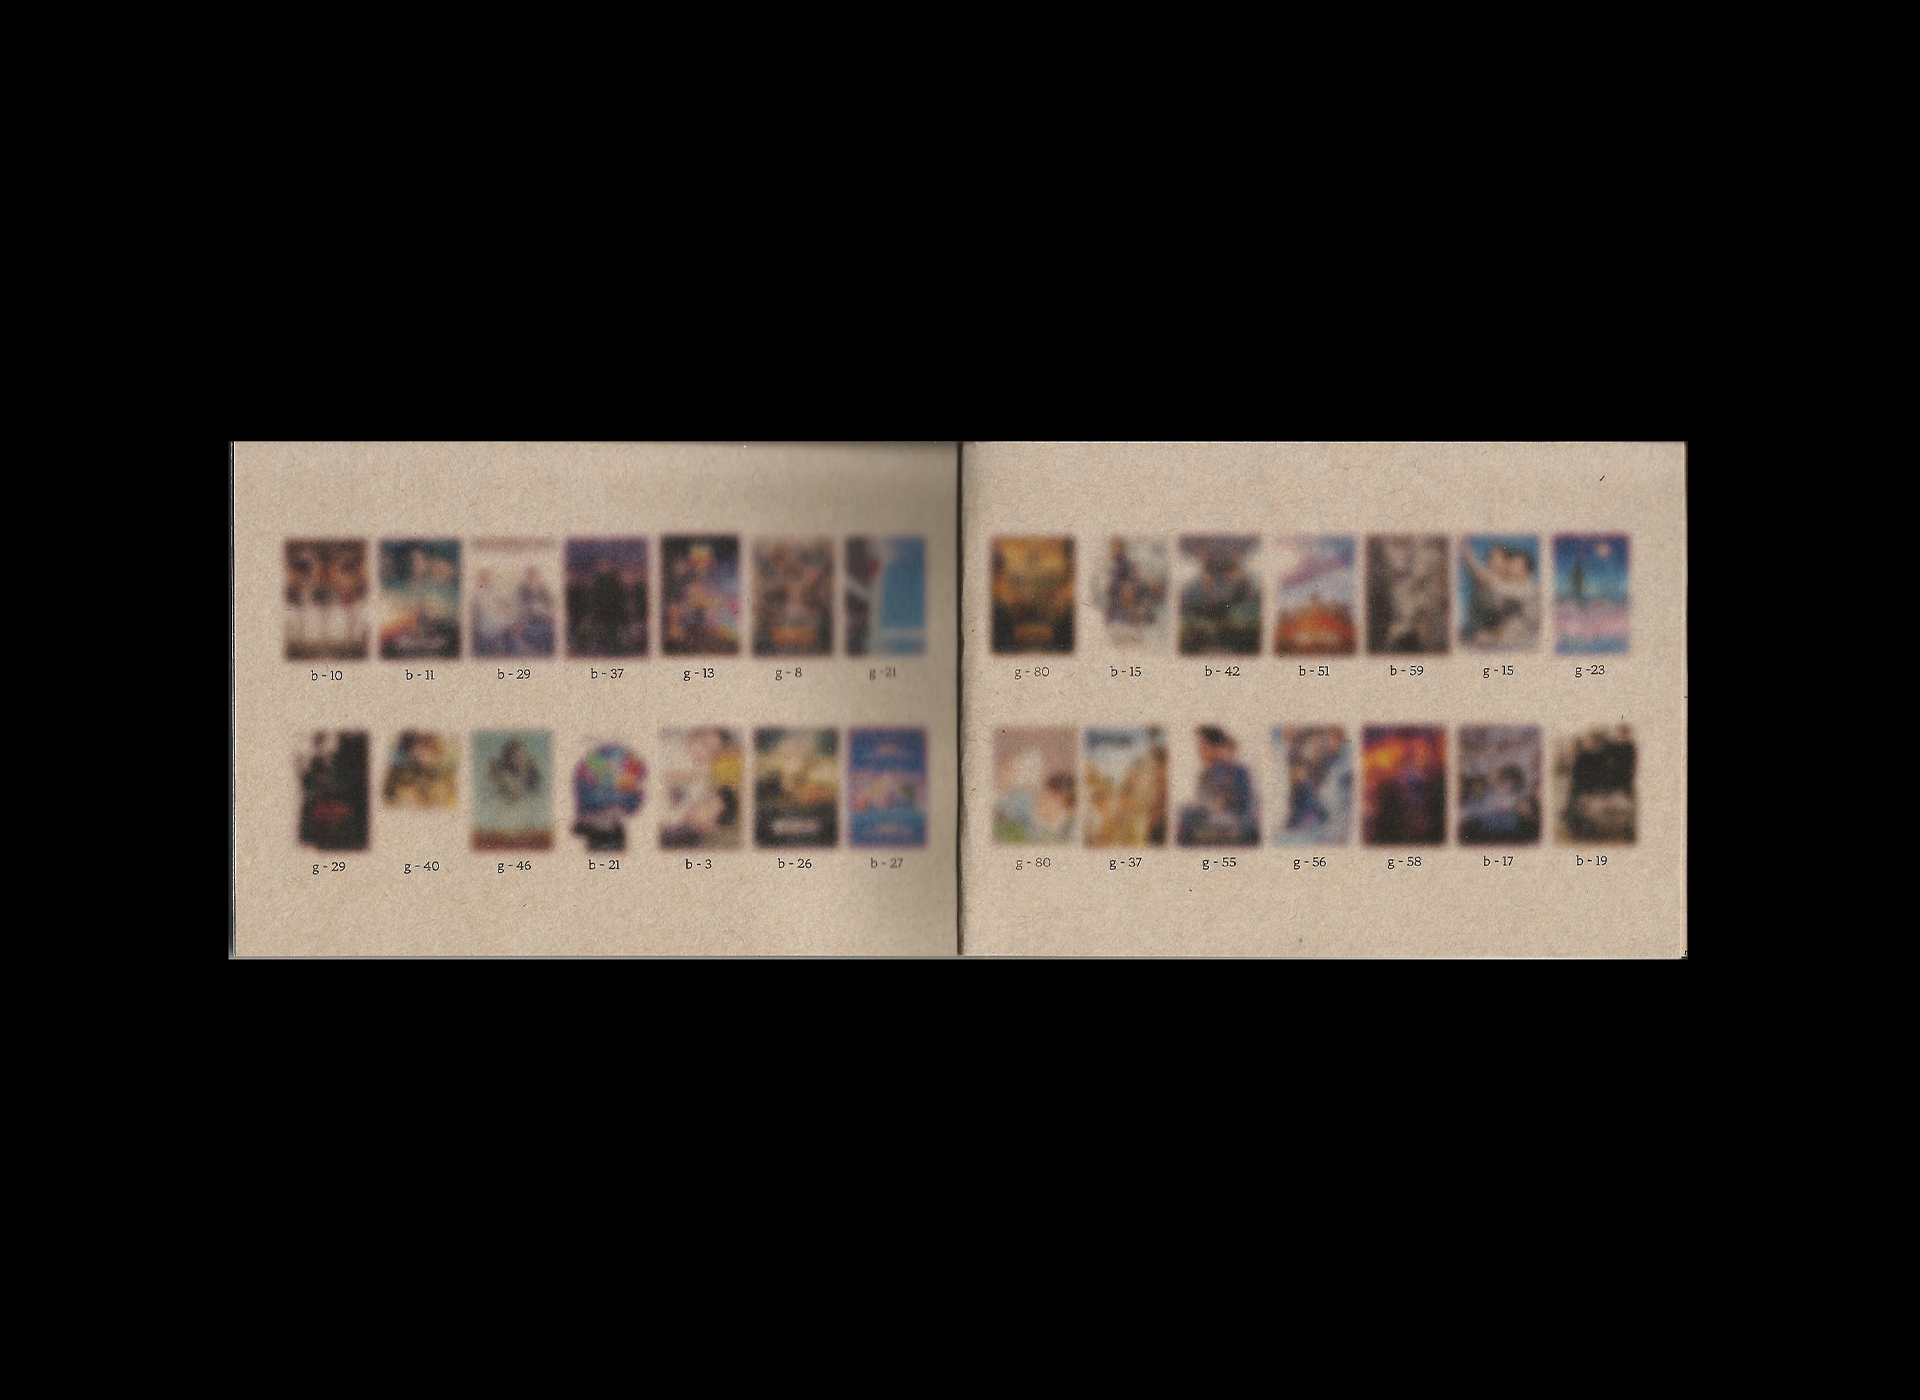 b - 10 b - 11 b - 29 b - 37 g - 13 g - 8 g - 21
g - 29 g - 40 g - 46 b - 21 b - 3 b - 26 b - 27
g - 80 b - 15 b - 42 b - 51 b - 59 g - 15 g -23
g - 80 g - 37 g - 55 g - 56 g - 58 b - 17 b - 19